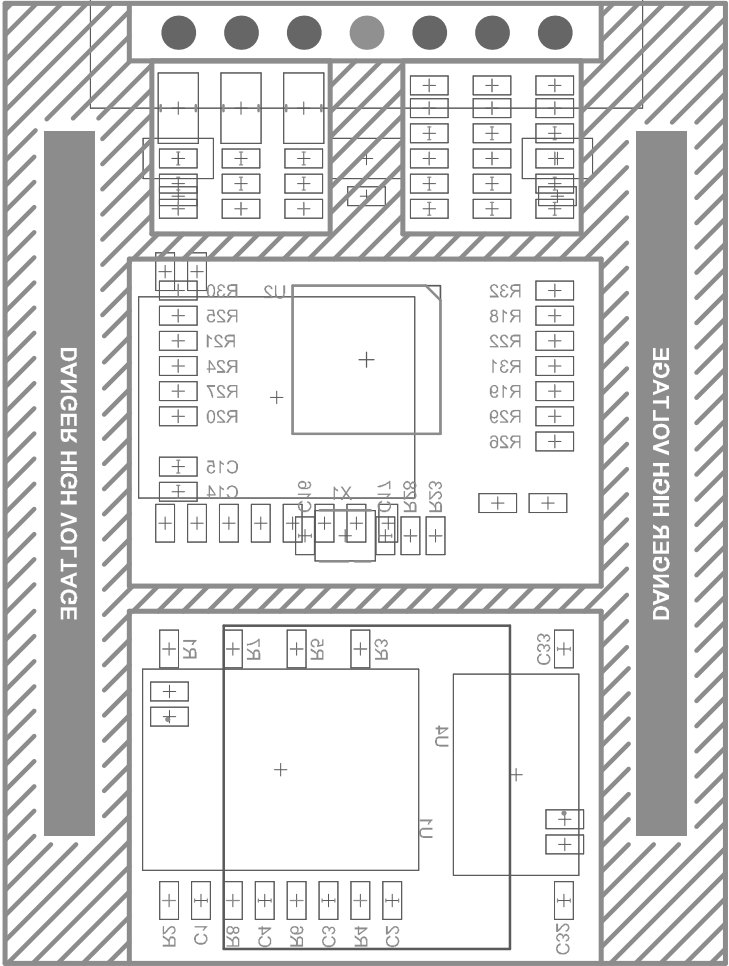 DANGER HIGH VOLTAGE
DANGER HIGH VOLTAGE
R30
U2
R32
R25
R18
R21
R22
R24
R31
R27
R19
R20
R29
R26
C15
C14
C16
X1
C17
R28
R23
R1
R7
R5
R3
C33
U4
U1
R2
C1
R8
C4
R6
C3
R4
C2
C32